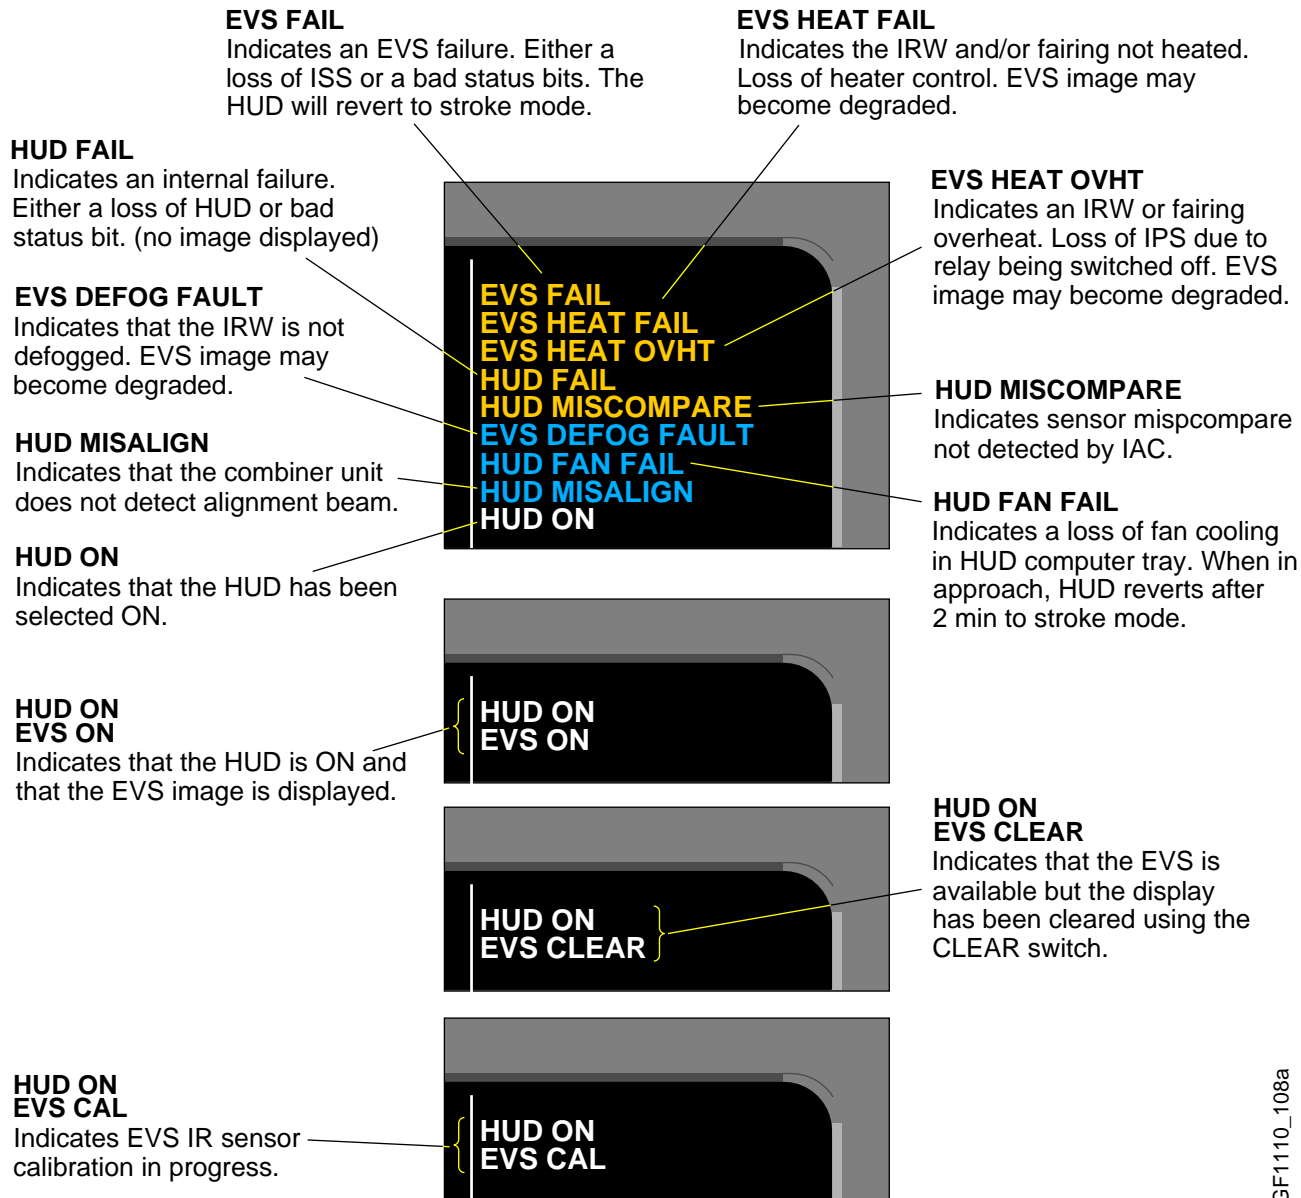 EVS FAIL
Indicates an EVS failure. Either a
loss of ISS or a bad status bits. The
HUD will revert to stroke mode.
EVS HEAT FAIL
Indicates the IRW and/or fairing not heated.
Loss of heater control. EVS image may
become degraded.
HUD FAIL
Indicates an internal failure.
Either a loss of HUD or bad
status bit. (no image displayed)
EVS DEFOG FAULT
Indicates that the IRW is not
defogged. EVS image may
become degraded.
HUD MISALIGN
Indicates that the combiner unit
does not detect alignment beam.
HUD ON
Indicates that the HUD has been
selected ON.
EVS FAIL
EVS HEAT FAIL
EVS HEAT OVHT
HUD FAIL
HUD MISCOMPARE
EVS DEFOG FAULT
HUD FAN FAIL
HUD MISALIGN
HUD ON
EVS HEAT OVHT
Indicates an IRW or fairing
overheat. Loss of IPS due to
relay being switched off. EVS
image may become degraded.
HUD MISCOMPARE
Indicates sensor mispcompare
not detected by IAC.
HUD FAN FAIL
Indicates a loss of fan cooling
in HUD computer tray. When in
approach, HUD reverts after
2 min to stroke mode.
HUD ON
EVS ON
Indicates that the HUD is ON and
that the EVS image is displayed.
HUD ON
EVS ON
HUD ON
EVS CLEAR
HUD ON
EVS CLEAR
Indicates that the EVS is
available but the display
has been cleared using the
CLEAR switch.
HUD ON
EVS CAL
Indicates EVS IR sensor
calibration in progress.
HUD ON
EVS CAL
GF1110_108a